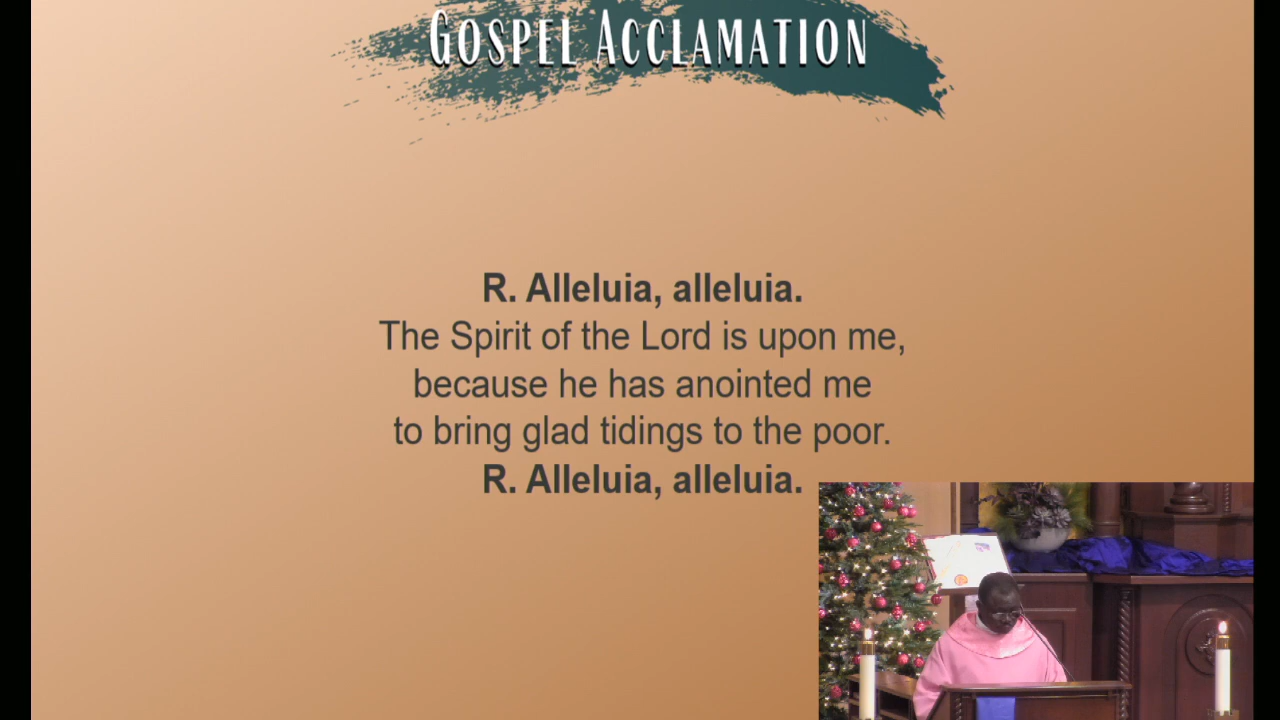 GOSPEL ACCLAMATION
R. Alleluia, alleluia.
The Spirit of the Lord is upon me,
because he has anointed me
to bring glad tidings to the poor.
R. Alleluia, alleluia.